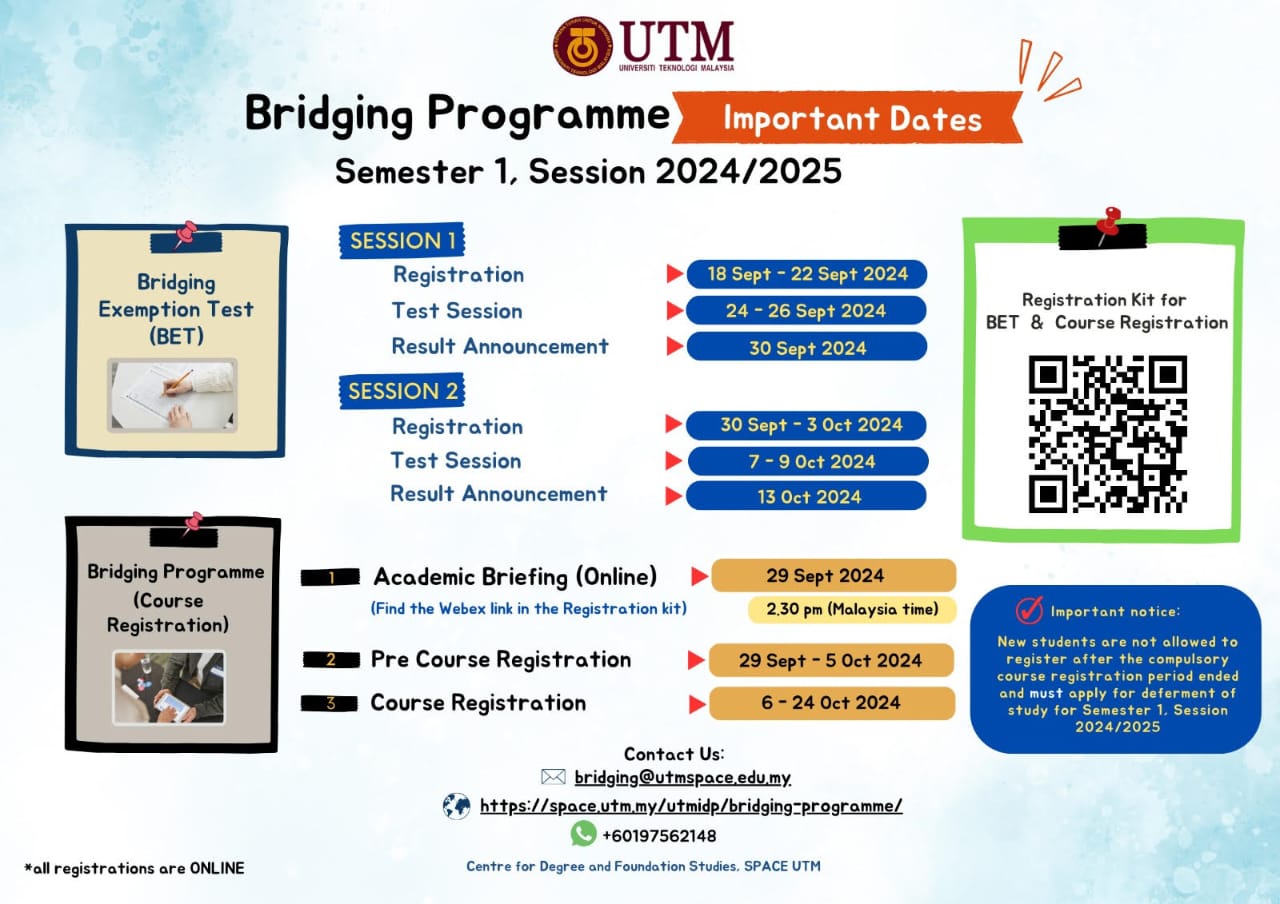 UTM
UNIVERSITI TEKNOLOGI MALAYSIA
Bridging Programme
Important Dates
Semester 1, Session 2024/2025
Bridging
Exemption Test
(BET)
SESSION 1
Registration
18 Sept - 22 Sept 2024
Test Session
24 - 26 Sept 2024
Result Announcement
30 Sept 2024
SESSION 2
Registration
30 Sept - 3 Oct 2024
Test Session
7 - 9 Oct 2024
Result Announcement
13 Oct 2024
Registration Kit for
BET & Course Registration
Bridging Programme
(Course
Registration)
1
Academic Briefing (Online)
29 Sept 2024
(Find the Webex link in the Registration kit)
2.30 pm (Malaysia time)
2
Pre Course Registration
29 Sept - 5 Oct 2024
3
Course Registration
6 - 24 Oct 2024
Important notice:
New students are not allowed to
register after the compulsory
course registration period ended
and must apply for deferment of
study for Semester 1, Session
2024/2025
Contact Us:
bridging@utmspace.edu.my
https://space.utm.my/utmidp/bridging-programme/
+60197562148
*all registrations are ONLINE
Centre for Degree and Foundation Studies, SPACE UTM